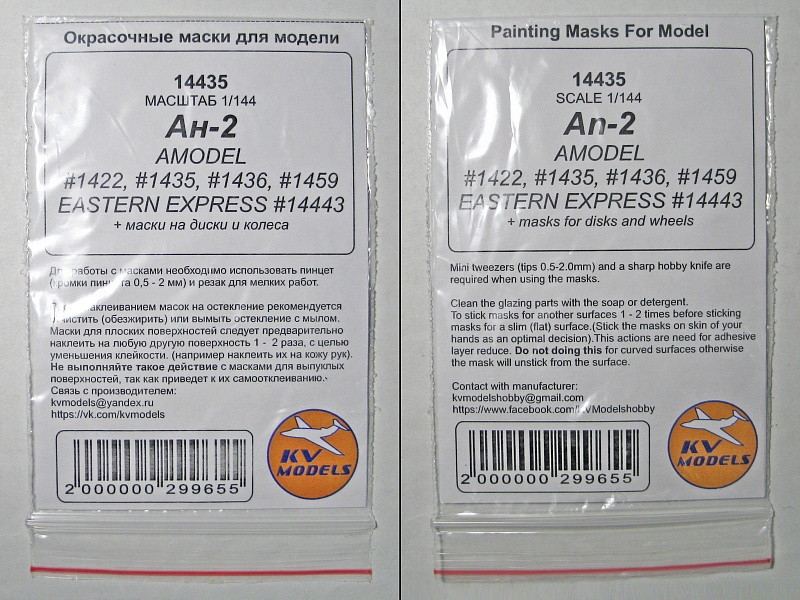 Окрасочные маски для модели
14435
МАСШТАБ 1/144
Ан-2
AMODEL
#1422, #1435, #1436, #1459
EASTERN EXPRESS #14443
+ маски на диски и колеса
Для работы с масками необходимо использовать пинцет
(кромки пинцета 0,5 - 2 мм) и резак для мелких работ.
наклеиванием масок на остекление рекомендуется
очистить (обезжирить) или вымыть остекление с мылом.
Маски для плоских поверхностей следует предварительно
наклеить на любую другую поверхность 1 - 2 раза, с целью
уменьшения клейкости. (например наклеить их на кожу рук).
Не выполняйте такое действие с масками для выпуклых
поверхностей, так как приведет к их самоотклеиванию.
Связь с производителем:
kvmodels@yandex.ru
https://vk.com/kvmodels
KV
MODELS
2 000000 299655
Painting Masks For Model
14435
SCALE 1/144
An-2
AMODEL
#1422, #1435, #1436, #1459
EASTERN EXPRESS #14443
+ masks for disks and wheels
Mini tweezers (tips 0.5-2.0mm) and a sharp hobby knife are
required when using the masks.
Clean the glazing parts with the soap or detergent.
To stick masks for another surfaces 1 - 2 times before sticking
masks for a slim (flat) surface.(Stick the masks on skin of your
hands as an optimal decision).This actions are need for adhesive
layer reduce. Do not doing this for curved surfaces otherwise
the mask will unstick from the surface.
Contact with manufacturer:
kvmodelshobby@gmail.com
https://www.facebook.com/KVModelshobby
KV
MODELS
2 000000 299655